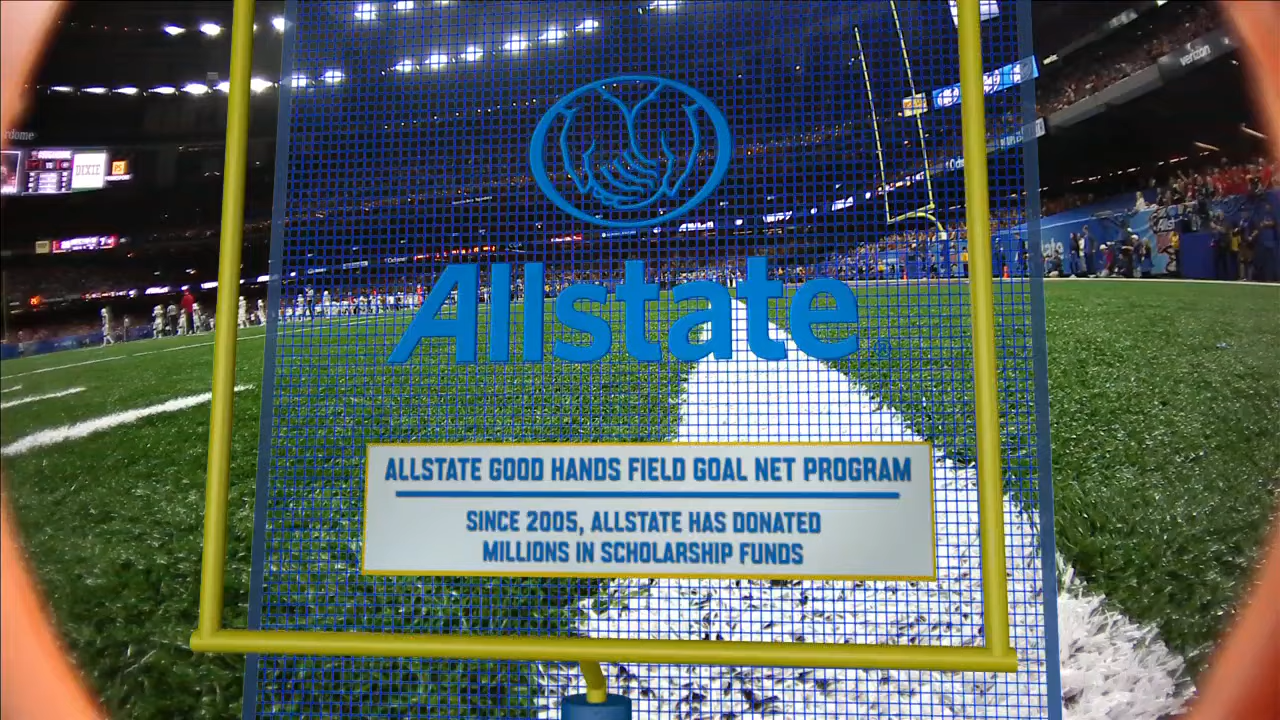 verizon
rdome
DIXIE
Allstate
ALLSTATE GOOD HANDS FIELD GOAL NET PROGRAM
SINCE 2005, ALLSTATE HAS DONATED
MILLIONS IN SCHOLARSHIP FUNDS